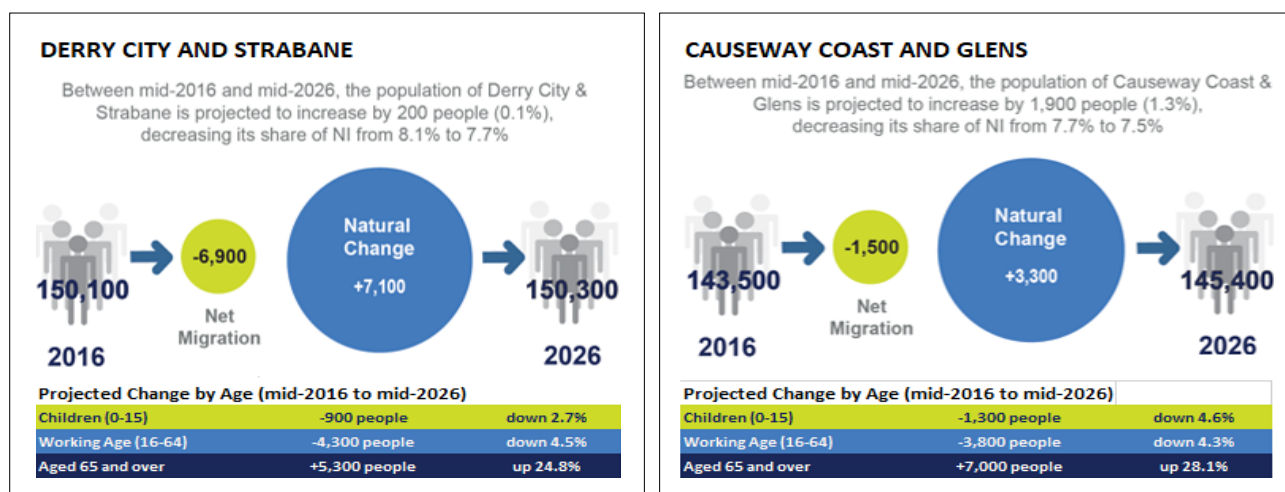 DERRY CITY AND STRABANE
Between mid-2016 and mid-2026, the population of Derry City &
Strabane is projected to increase by 200 people (0.1%),
decreasing its share of NI from 8.1% to 7.7%
150,100
2016
-6,900
Net
Migration
Natural
Change
+7,100
150,300
2026
Projected Change by Age (mid-2016 to mid-2026)
Children (0-15) -900 people down 2.7%
Working Age (16-64) -4,300 people down 4.5%
Aged 65 and over +5,300 people up 24.8%
CAUSEWAY COAST AND GLENS
Between mid-2016 and mid-2026, the population of Causeway Coast &
Glens is projected to increase by 1,900 people (1.3%),
decreasing its share of NI from 7.7% to 7.5%
143,500
2016
-1,500
Net
Migration
Natural
Change
+3,300
145,400
2026
Projected Change by Age (mid-2016 to mid-2026)
Children (0-15) -1,300 people down 4.6%
Working Age (16-64) -3,800 people down 4.3%
Aged 65 and over +7,000 people up 28.1%